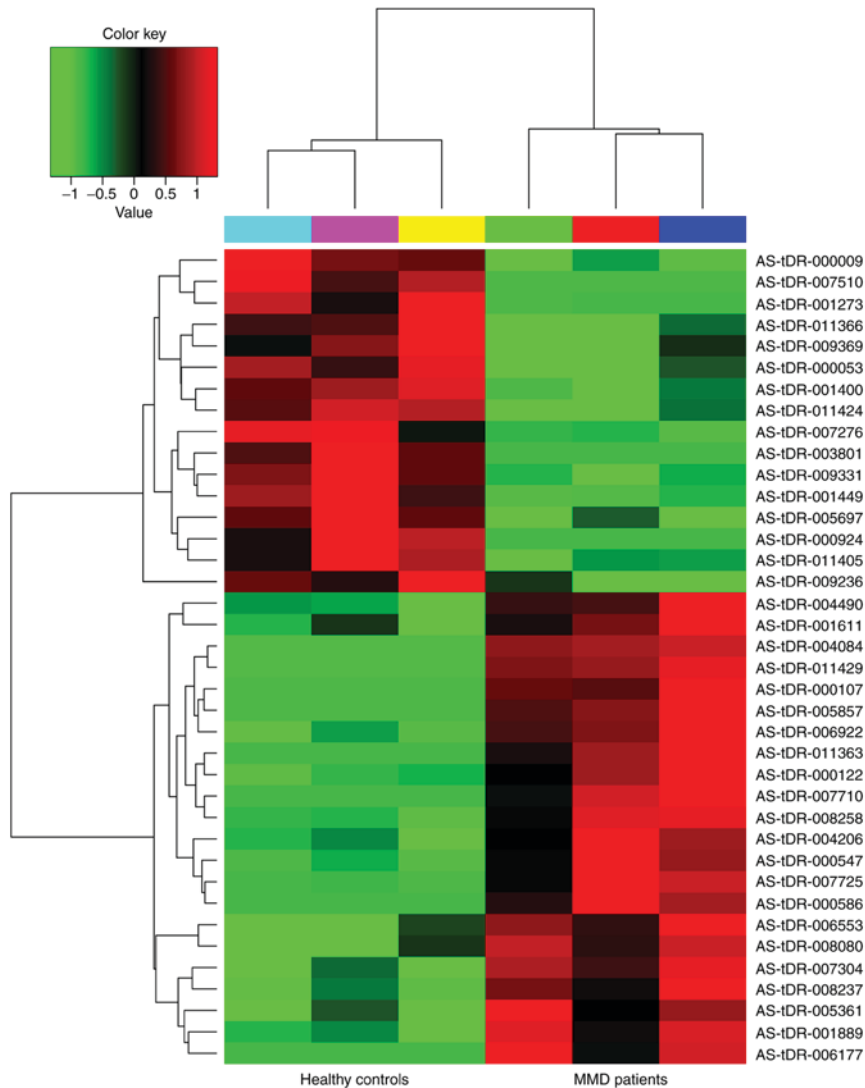 Color key
−1 −0.5 0 0.5 1
Value
AS-tDR-000009
AS-tDR-007510
AS-tDR-001273
AS-tDR-011366
AS-tDR-009369
AS-tDR-000053
AS-tDR-001400
AS-tDR-011424
AS-tDR-007276
AS-tDR-003801
AS-tDR-009331
AS-tDR-001449
AS-tDR-005697
AS-tDR-000924
AS-tDR-011405
AS-tDR-009236
AS-tDR-004490
AS-tDR-001611
AS-tDR-004084
AS-tDR-011429
AS-tDR-000107
AS-tDR-005857
AS-tDR-006922
AS-tDR-011363
AS-tDR-000122
AS-tDR-007710
AS-tDR-008258
AS-tDR-004206
AS-tDR-000547
AS-tDR-007725
AS-tDR-000586
AS-tDR-006553
AS-tDR-008080
AS-tDR-007304
AS-tDR-008237
AS-tDR-005361
AS-tDR-001889
AS-tDR-006177
Healthy controls MMD patients